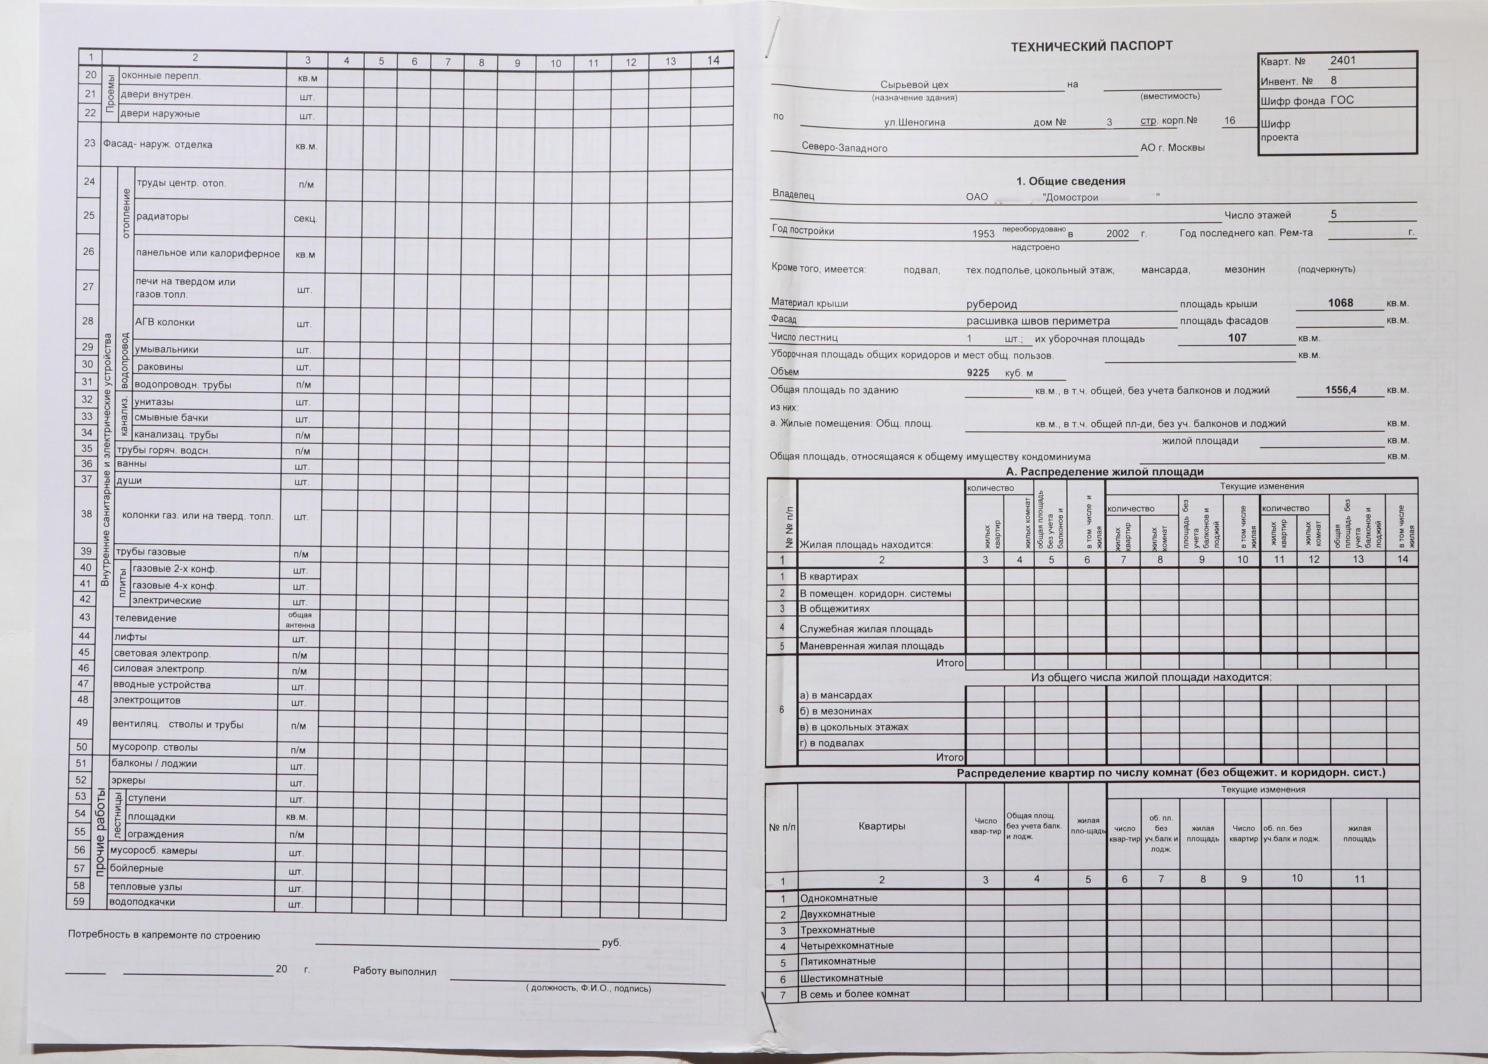 1 2 3 4 5 6 7 8 9 10 11 12 13 14
Проемы
20 оконные перепл. кв.м
21 двери внутрен. шт.
22 двери наружные шт.
23 Фасад- наруж. отделка кв.м.
Внутренние санитарные и электрические устройства
отопление
24 труды центр. отоп. п/м
25 радиаторы секц.
26 панельное или калориферное кв.м
27 печи на твердом или
газов.топл. шт.
28 АГВ колонки шт.
водопровод
29 умывальники шт.
30 раковины шт.
31 водопроводн. трубы п/м
канализ.
32 унитазы шт.
33 смывные бачки шт.
34 канализац. трубы п/м
35 трубы горяч. водсн. п/м
36 ванны шт.
37 души шт.
38 колонки газ. или на тверд. топл. шт.
39 трубы газовые п/м
плиты
40 газовые 2-х конф. шт.
41 газовые 4-х конф. шт.
42 электрические шт.
43 телевидение общая
антенна
44 лифты шт.
45 световая электропр. п/м
46 силовая электропр. п/м
47 вводные устройства шт.
48 электрощитов шт.
49 вентиляц. стволы и трубы п/м
50 мусоропр. стволы п/м
прочие работы
51 балконы / лоджии шт.
52 эркеры шт.
лестницы
53 ступени шт.
54 площадки кв.м.
55 ограждения п/м
56 мусоросб. камеры шт.
57 бойлерные шт.
58 тепловые узлы шт.
59 водоподкачки шт.
Потребность в капремонте по строению руб.
20 г. Работу выполнил
( должность, Ф.И.О., подпись)
ТЕХНИЧЕСКИЙ ПАСПОРТ
Кварт. № 2401
Инвент. № 8
Шифр фонда ГОС
Шифр
проекта
Сырьевой цех на
(назначение здания) (вместимость)
по ул.Шеногина дом № 3 стр. корп.№ 16
Северо-Западного АО г. Москвы
1. Общие сведения
Владелец ОАО "Домострои "
Число этажей 5
Год постройки 1953 переоборудовано в 2002 г. Год последнего кап. Рем-та г.
надстроено
Кроме того, имеется: подвал, тех.подполье, цокольный этаж, мансарда, мезонин (подчеркнуть)
Материал крыши рубероид площадь крыши 1068 кв.м.
Фасад расшивка швов периметра площадь фасадов кв.м.
Число лестниц 1 шт.; их уборочная площадь 107 кв.м.
Уборочная площадь общих коридоров и мест общ. пользов. кв.м.
Объем 9225 куб. м
Общая площадь по зданию кв.м., в т.ч. общей, без учета балконов и лоджий 1556,4 кв.м.
из них:
а. Жилые помещения: Общ. площ. кв.м., в т.ч. общей пл-ди, без уч. балконов и лоджий кв.м.
жилой площади кв.м.
Общая площадь, относящаяся к общему имуществу кондоминиума кв.м.
А. Распределение жилой площади
№ № п/п Жилая площадь находится: количество Текущие изменения
количество количество
жилых квартир жилых комнат общая площадь без учета балконов и в том числе и жилая жилых квартир жилых комнат площадь без учета балконов и лоджий в том числе жилая жилых квартир жилых комнат общая площадь без учета балконов и лоджий в том числе жилая
1 2 3 4 5 6 7 8 9 10 11 12 13 14
1 В квартирах
2 В помещен. коридорн. системы
3 В общежитиях
4 Служебная жилая площадь
5 Маневренная жилая площадь
Итого
Из общего числа жилой площади находится:
6
а) в мансардах
б) в мезонинах
в) в цокольных этажах
г) в подвалах
Итого
Распределение квартир по числу комнат (без общежит. и коридорн. сист.)
Текущие изменения
№ п/п Квартиры Число квар-тир Общая площ. без учета балк. и лодж. жилая пло-щадь число квар-тир об. пл. без уч.балк и лодж. жилая площадь Число квартир об. пл. без уч.балк и лодж. жилая площадь
1 2 3 4 5 6 7 8 9 10 11
1 Однокомнатные
2 Двухкомнатные
3 Трехкомнатные
4 Четырехкомнатные
5 Пятикомнатные
6 Шестикомнатные
7 В семь и более комнат